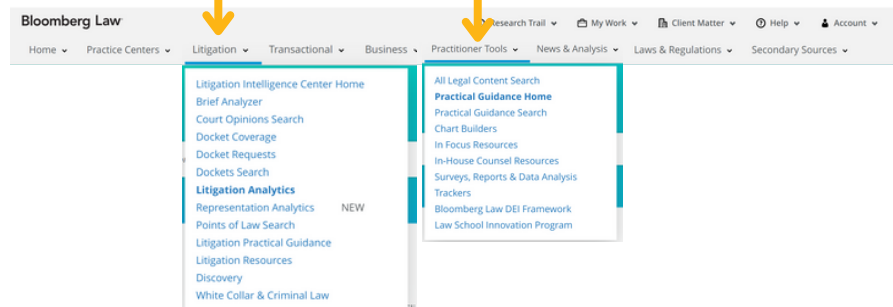 Bloomberg Law
Research Trail My Work Client Matter Help Account
Home Practice Centers Litigation Transactional Business Practitioner Tools News & Analysis Laws & Regulations Secondary Sources
Litigation Intelligence Center Home
Brief Analyzer
Court Opinions Search
Docket Coverage
Docket Requests
Dockets Search
Litigation Analytics
Representation Analytics NEW
Points of Law Search
Litigation Practical Guidance
Litigation Resources
Discovery
White Collar & Criminal Law
All Legal Content Search
Practical Guidance Home
Practical Guidance Search
Chart Builders
In Focus Resources
In-House Counsel Resources
Surveys, Reports & Data Analysis
Trackers
Bloomberg Law DEI Framework
Law School Innovation Program